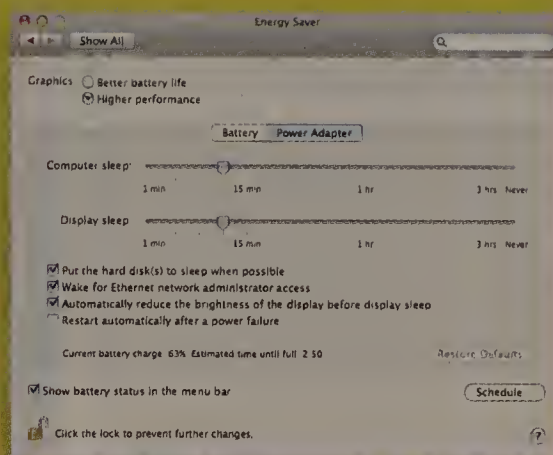 Energy Saver
Show All
Graphics Better battery life
Higher performance
Battery Power Adapter
Computer sleep:
1 min 15 min 1 hr 3 hrs Never
Display sleep
1 min 15 min 1 hr 3 hrs Never
Put the hard disk(s) to sleep when possible
Wake for Ethernet network administrator access
Automatically reduce the brightness of the display before display sleep
Restart automatically after a power failure
Current battery charge 63% Estimated time until full 2 50
Restore Defaults
Show battery status in the menu bar
Schedule
Click the lock to prevent further changes.
?